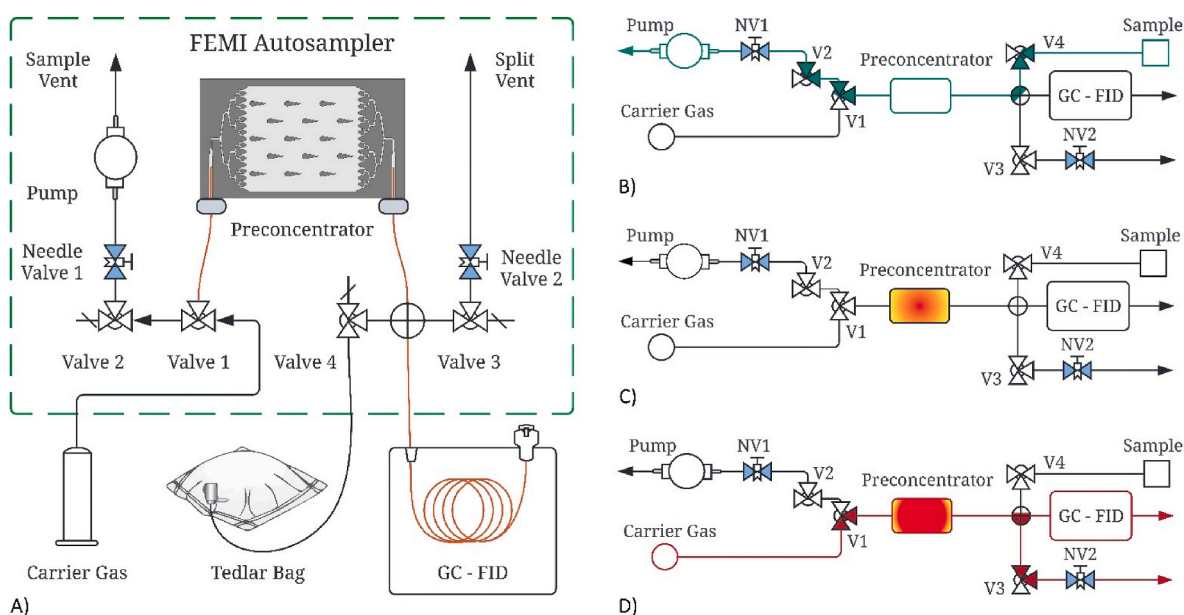 FEMI Autosampler
Sample
Vent
Split
Vent
Pump
Preconcentrator
Needle
Valve 1
Needle
Valve 2
Valve 2
Valve 1
Valve 4
Valve 3
Carrier Gas
Tedlar Bag
GC - FID
A)
Pump
NV1
V2
V4
Sample
Preconcentrator
GC - FID
Carrier Gas
V1
NV2
V3
B)
Pump
NV1
V2
V4
Sample
Preconcentrator
GC - FID
Carrier Gas
V1
NV2
V3
C)
Pump
NV1
V2
V4
Sample
Preconcentrator
GC - FID
Carrier Gas
V1
NV2
V3
D)